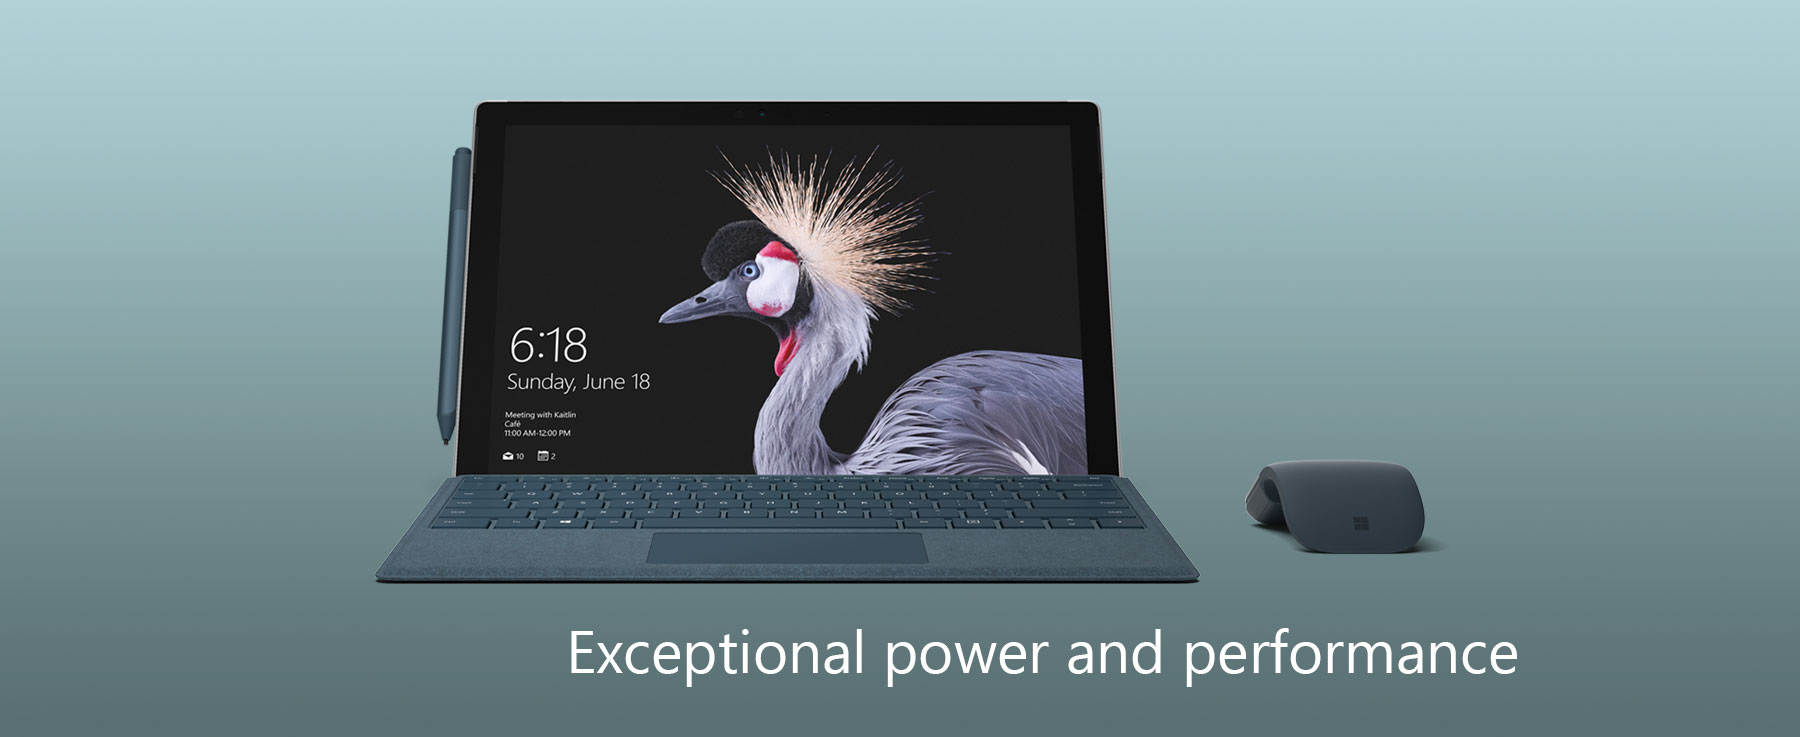 6:18
Sunday, June 18
Meeting with Kaitlin
Café
11:00 AM-12:00 PM
10 2
Q W E R T Y U I O P
A S D F G H J K L
Z X C V B N M
Exceptional power and performance